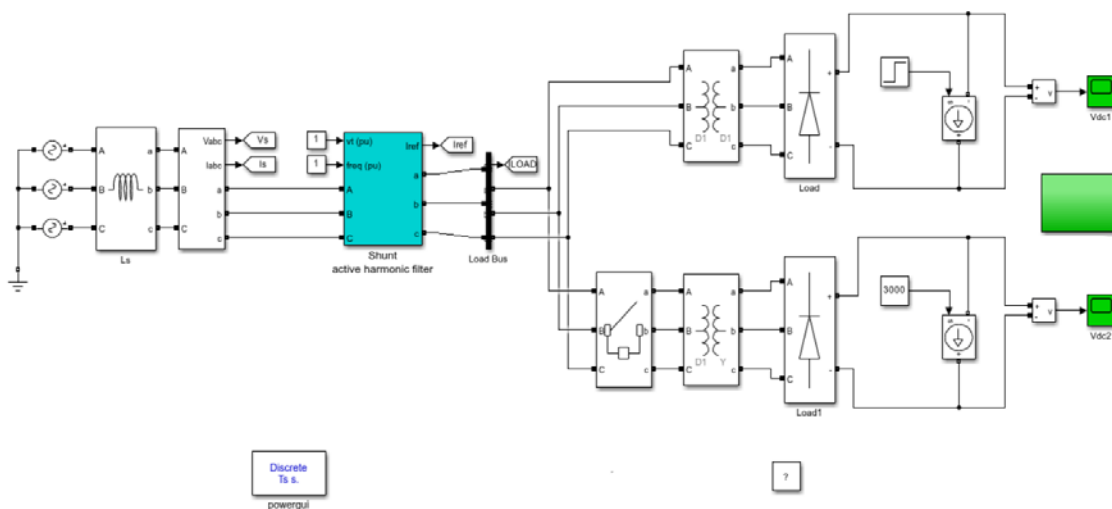 A
B
C
a
b
c
Ls
A
B
C
Vabc
Iabc
a
b
c
Vs
Is
1
1
vt (pu)
freq (pu)
A
B
C
Iref
a
b
c
Shunt
active harmonic filter
Iref
LOAD
Load Bus
A
B
C
a
b
c
D1
D1
A
B
C
+
-
Load
s
-
+
+
-
v
Vdc1
A
B
C
a
b
c
A
B
C
a
b
c
D1
Y
A
B
C
+
-
Load1
3000
s
-
+
+
-
v
Vdc2
Discrete
Ts s.
powergui
?